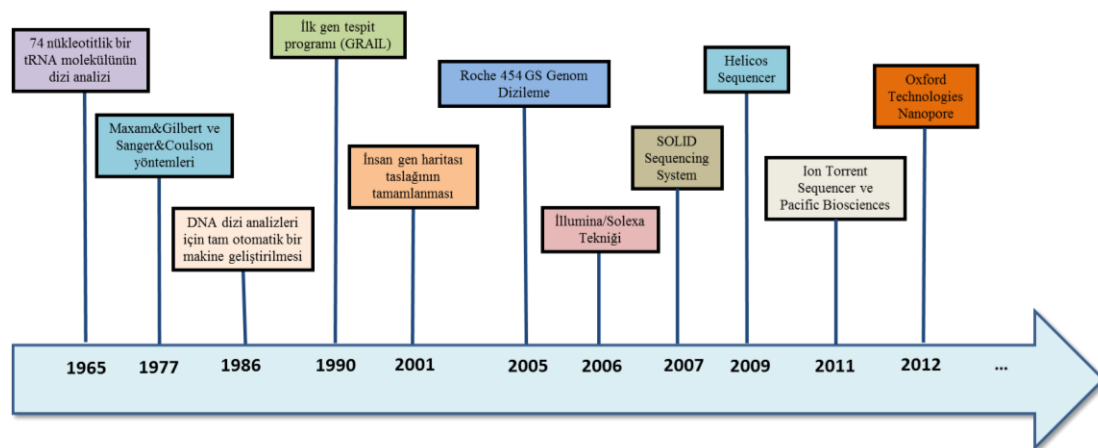 74 nükleotitlik bir
tRNA molekülünün
dizi analizi
Maxam&Gilbert ve
Sanger&Coulson
yöntemleri
DNA dizi analizleri
için tam otomatik bir
makine geliştirilmesi
İlk gen tespit
programı (GRAIL)
İnsan gen haritası
taslağının
tamamlanması
Roche 454 GS Genom
Dizileme
İllumina/Solexa
Tekniği
SOLID
Sequencing
System
Helicos
Sequencer
Ion Torrent
Sequencer ve
Pacific Biosciences
Oxford
Technologies
Nanopore
1965 1977 1986 1990 2001 2005 2006 2007 2009 2011 2012 ...